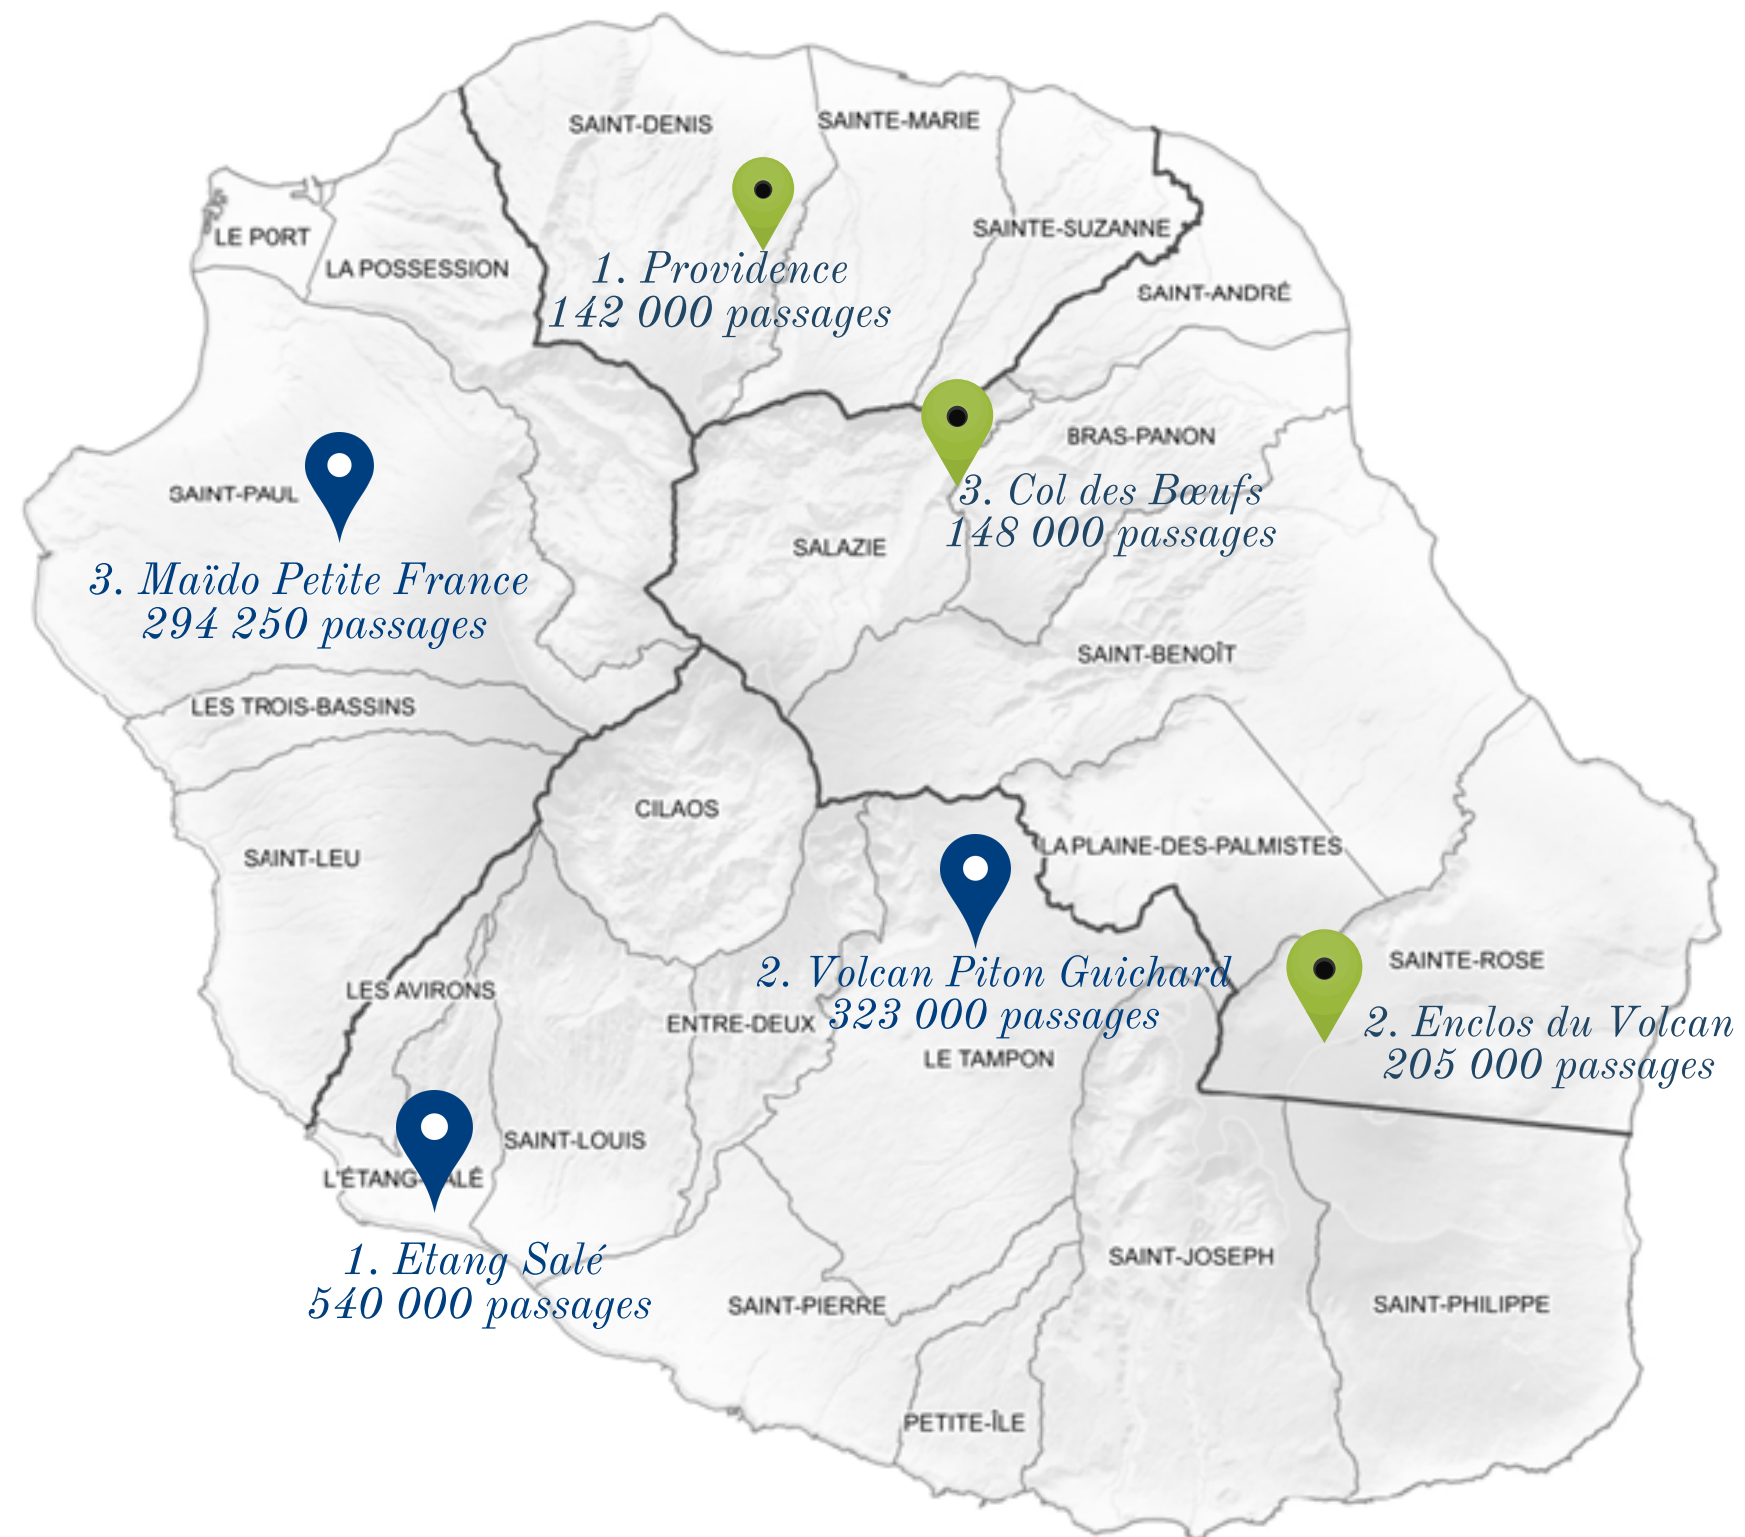 SAINT-DENIS
SAINTE-MARIE
SAINTE-SUZANNE
LE PORT
LA POSSESSION
1. Providence
142 000 passages
SAINT-ANDRÉ
BRAS-PANON
SAINT-PAUL
3. Col des Bœufs
148 000 passages
SALAZIE
3. Maïdo Petite France
294 250 passages
SAINT-BENOÎT
LES TROIS-BASSINS
CILAOS
LA PLAINE-DES-PALMISTES
SAINT-LEU
SAINTE-ROSE
2. Volcan Piton Guichard
323 000 passages
LES AVIRONS
ENTRE-DEUX
2. Enclos du Volcan
205 000 passages
LE TAMPON
SAINT-LOUIS
L'ÉTANG-SALÉ
1. Etang Salé
540 000 passages
SAINT-JOSEPH
SAINT-PIERRE
SAINT-PHILIPPE
PETITE-ÎLE